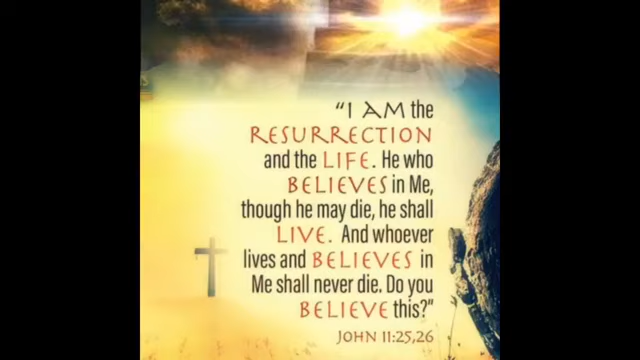 “I AM the
RESURRECTION
and the LIFE. He who
BELIEVES in Me,
though he may die, he shall
LIVE. And whoever
lives and BELIEVES in
Me shall never die. Do you
BELIEVE this?”
JOHN 11:25,26